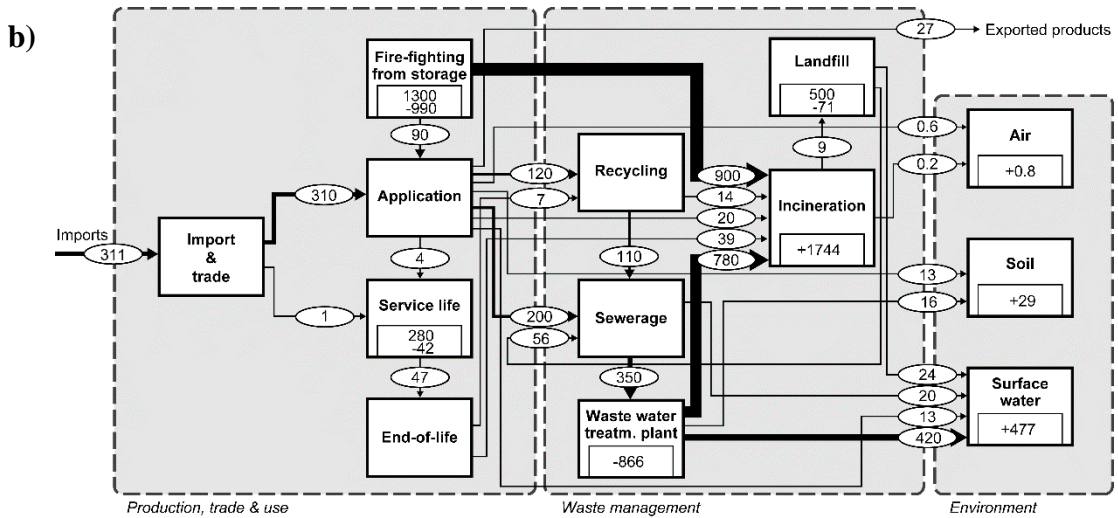 b)
27
Exported products
Fire-fighting
from storage
1300
-990
90
Landfill
500
-71
9
Application
310
Recycling
120
7
900
14
20
39
780
Incineration
+1744
0.6
0.2
Air
+0.8
Imports
311
Import
&
trade
4
110
1
Service life
280
-42
47
Sewerage
200
56
350
13
16
Soil
+29
End-of-life
Waste water
treatm. plant
-866
24
20
13
420
Surface
water
+477
Production, trade & use
Waste management
Environment